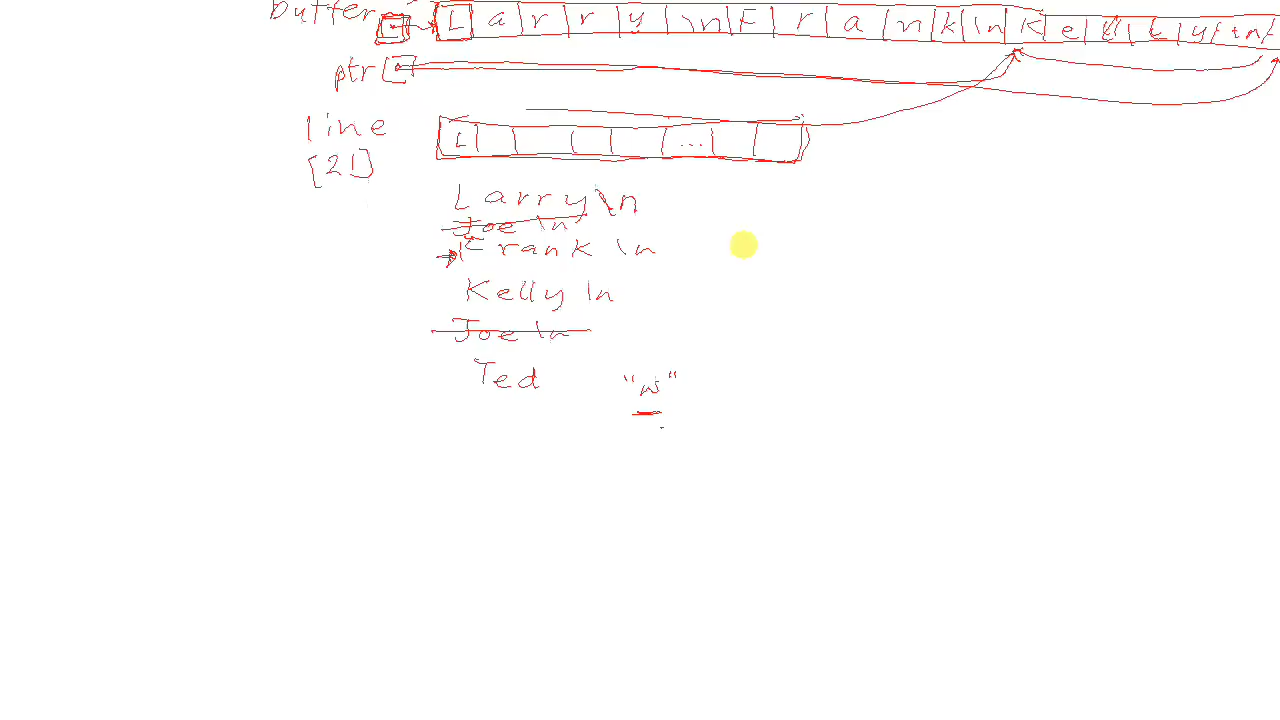 buffer L a r r y \n F r a n k \n K e l l y \n
ptr
line
[21]
L ...
Larry\n
Joe \n
Frank \n
Kelly \n
Joe \n
Ted "w"